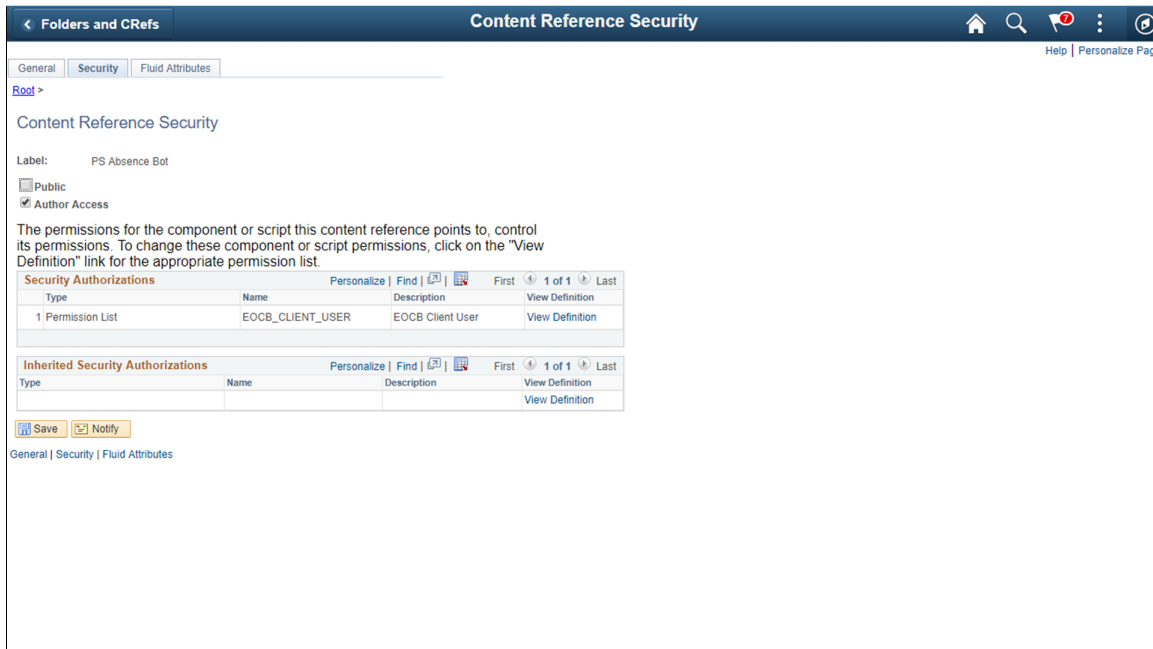 Folders and CRefs
Content Reference Security
7
Help | Personalize Pag
General Security Fluid Attributes
Root >
Content Reference Security
Label: PS Absence Bot
Public
Author Access
The permissions for the component or script this content reference points to, control
its permissions. To change these component or script permissions, click on the "View
Definition" link for the appropriate permission list.
Security Authorizations Personalize | Find | | First 1 of 1 Last
Type Name Description View Definition
1 Permission List EOCB_CLIENT_USER EOCB Client User View Definition
Inherited Security Authorizations Personalize | Find | | First 1 of 1 Last
Type Name Description View Definition
View Definition
Save Notify
General | Security | Fluid Attributes